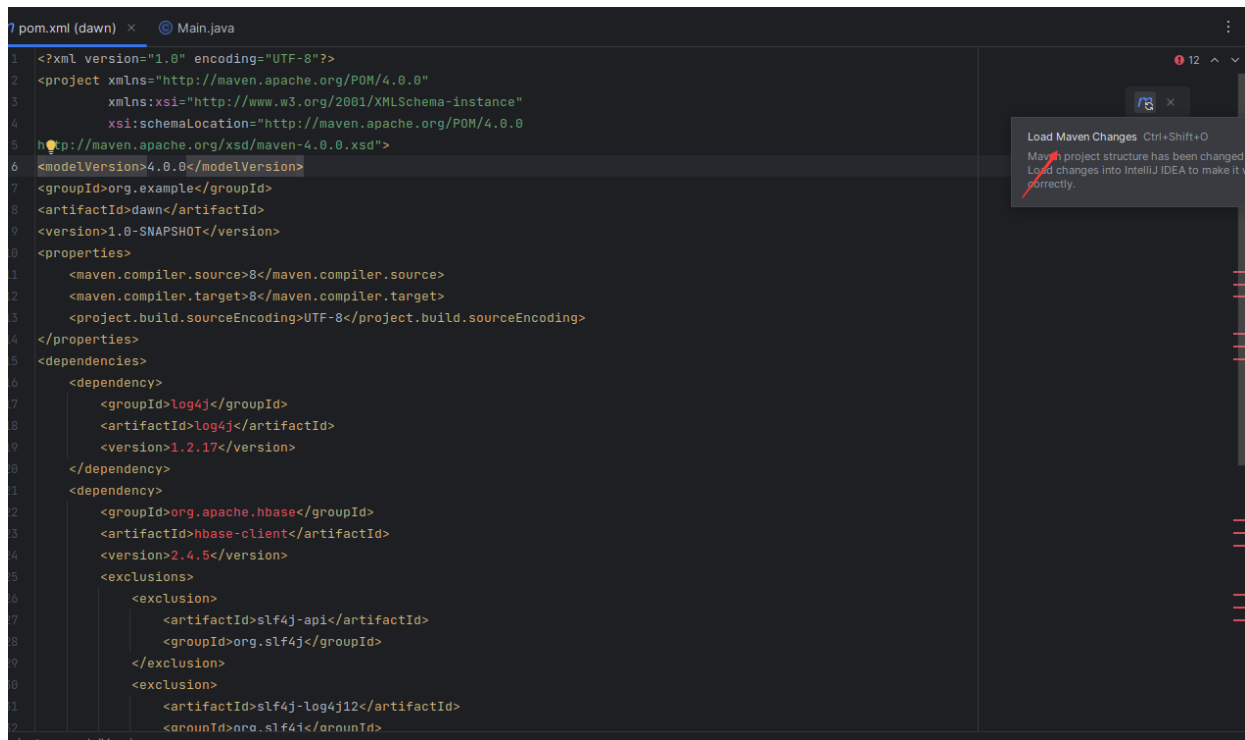 pom.xml (dawn) × © Main.java
12
1 <?xml version="1.0" encoding="UTF-8"?>
2 <project xmlns="http://maven.apache.org/POM/4.0.0"
3 xmlns:xsi="http://www.w3.org/2001/XMLSchema-instance"
4 xsi:schemaLocation="http://maven.apache.org/POM/4.0.0
5 http://maven.apache.org/xsd/maven-4.0.0.xsd">
6 <modelVersion>4.0.0</modelVersion>
7 <groupId>org.example</groupId>
8 <artifactId>dawn</artifactId>
9 <version>1.0-SNAPSHOT</version>
10 <properties>
11 <maven.compiler.source>8</maven.compiler.source>
12 <maven.compiler.target>8</maven.compiler.target>
13 <project.build.sourceEncoding>UTF-8</project.build.sourceEncoding>
14 </properties>
15 <dependencies>
16 <dependency>
17 <groupId>log4j</groupId>
18 <artifactId>log4j</artifactId>
19 <version>1.2.17</version>
20 </dependency>
21 <dependency>
22 <groupId>org.apache.hbase</groupId>
23 <artifactId>hbase-client</artifactId>
24 <version>2.4.5</version>
25 <exclusions>
26 <exclusion>
27 <artifactId>slf4j-api</artifactId>
28 <groupId>org.slf4j</groupId>
29 </exclusion>
30 <exclusion>
31 <artifactId>slf4j-log4j12</artifactId>
32 <groupId>org.slf4j</groupId>
Load Maven Changes Ctrl+Shift+O
Maven project structure has been changed
Load changes into IntelliJ IDEA to make it
correctly.